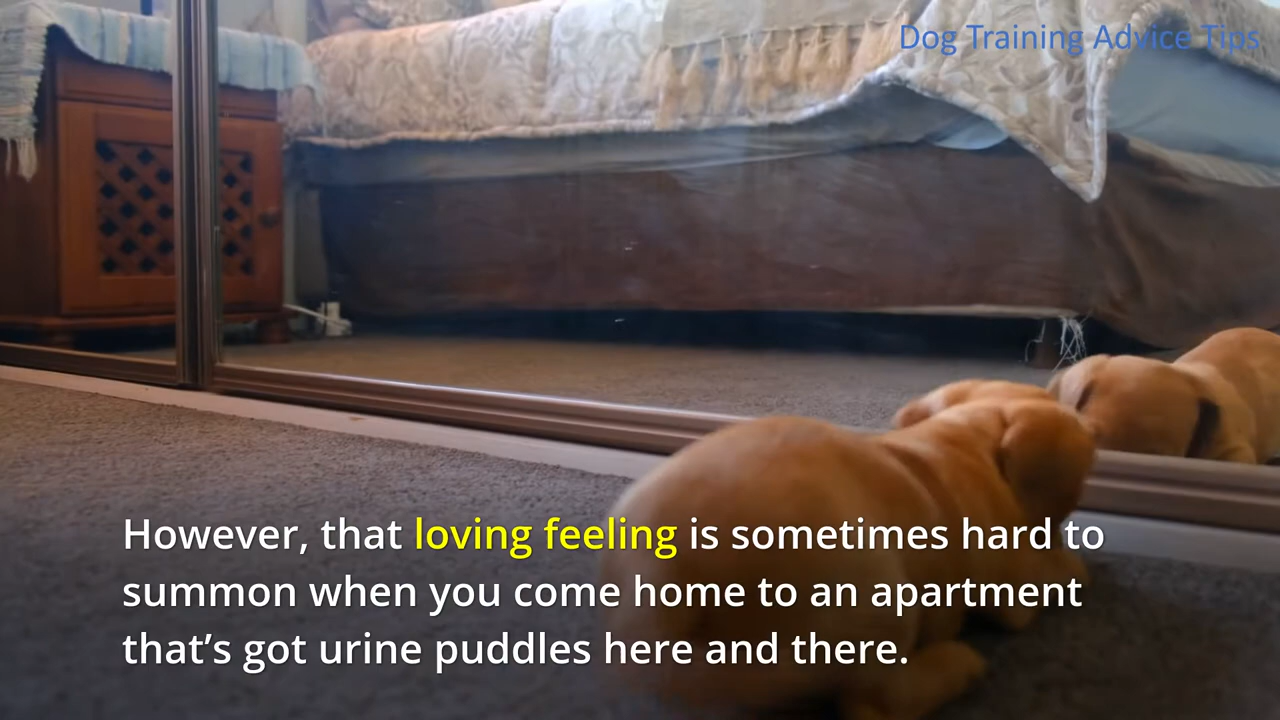 Dog Training Advice Tips
However, that loving feeling is sometimes hard to
summon when you come home to an apartment
that’s got urine puddles here and there.